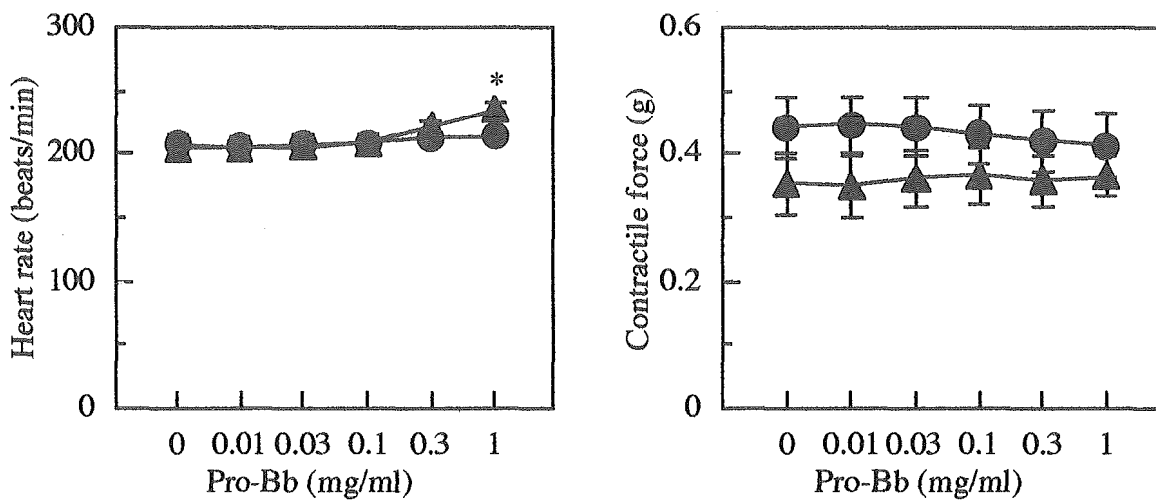 300
200
100
0
Heart rate (beats/min)
*
0 0.01 0.03 0.1 0.3 1
Pro-Bb (mg/ml)
0.6
0.4
0.2
0
Contractile force (g)
0 0.01 0.03 0.1 0.3 1
Pro-Bb (mg/ml)